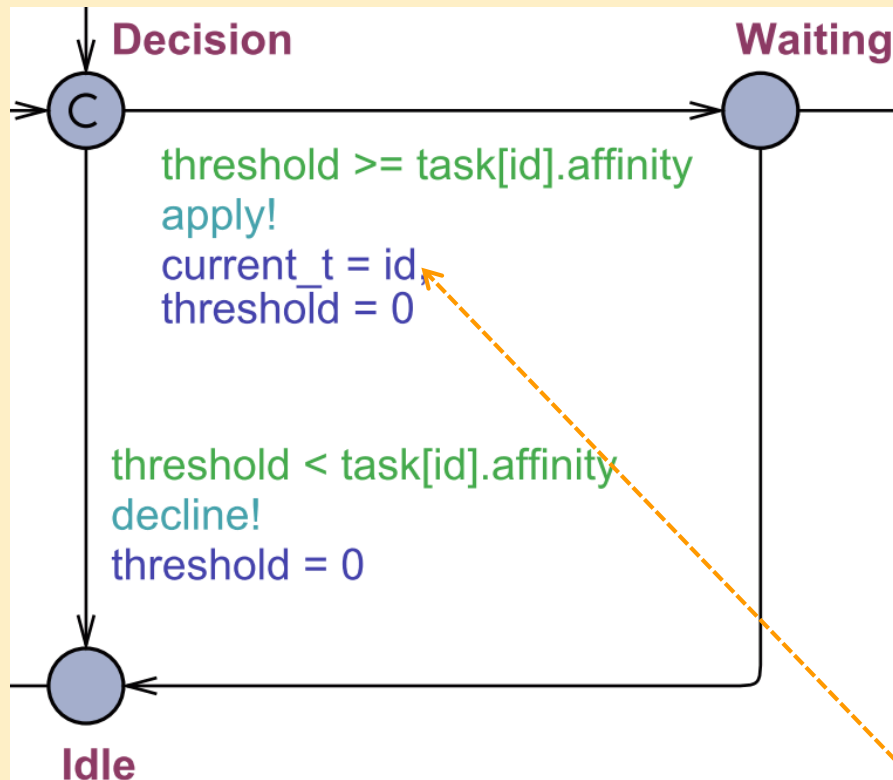 Decision
Waiting
C
threshold >= task[id].affinity
apply!
current_t = id,
threshold = 0
threshold < task[id].affinity
decline!
threshold = 0
Idle